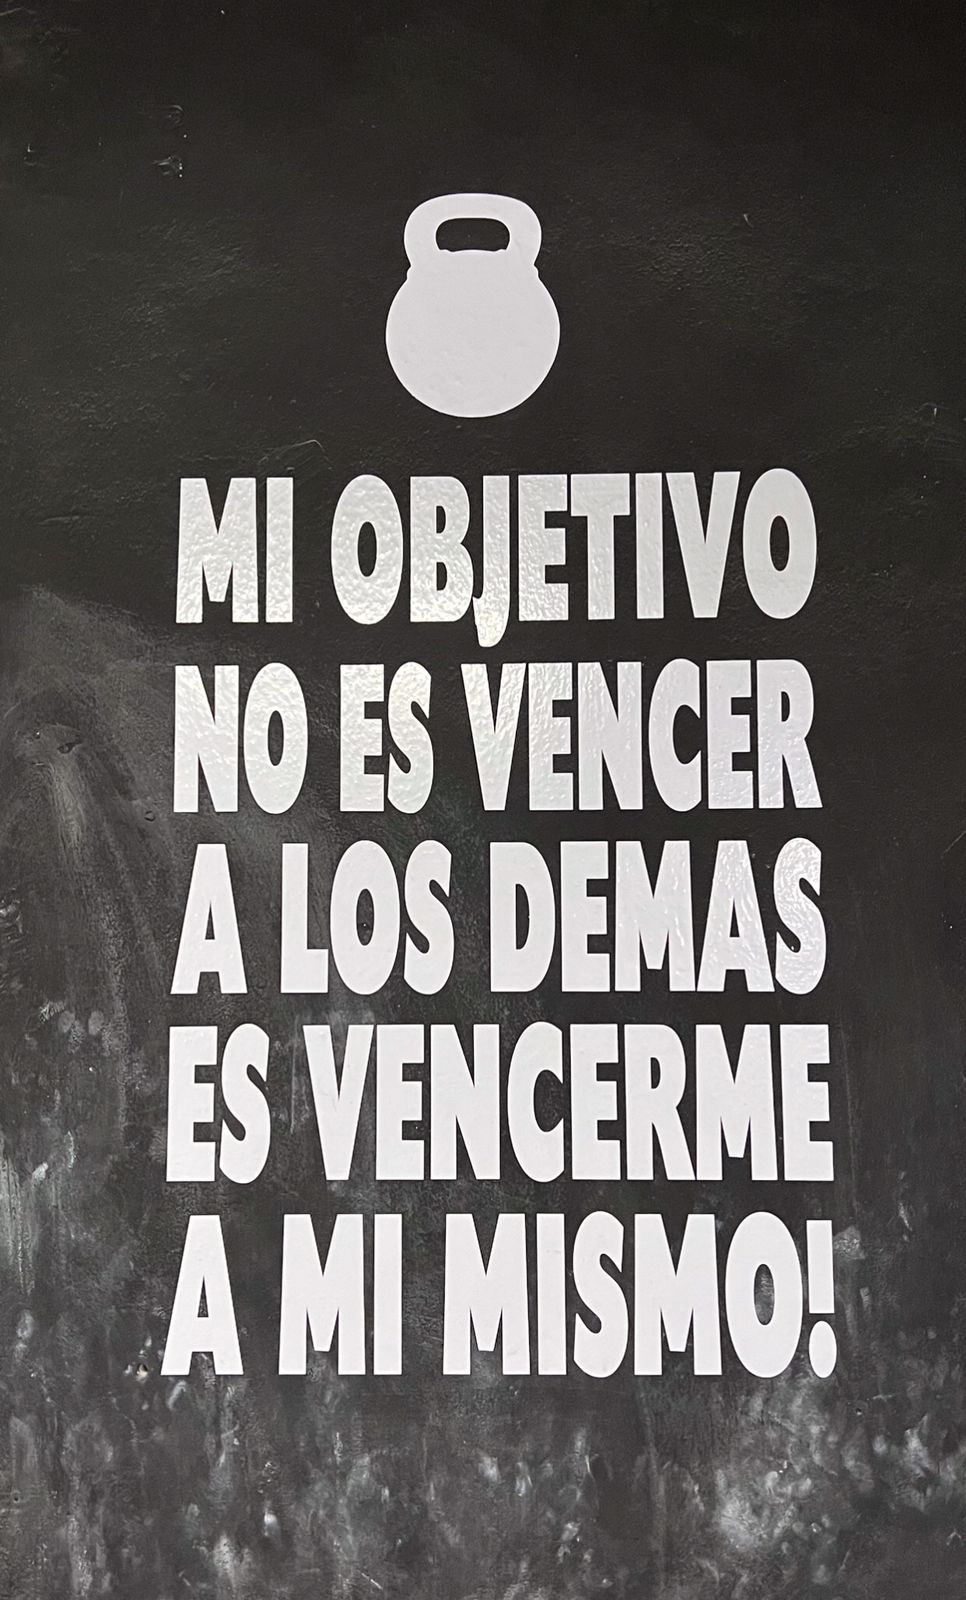 MI OBJETIVO
NO ES VENCER
A LOS DEMAS
ES VENCERME
A MI MISMO!